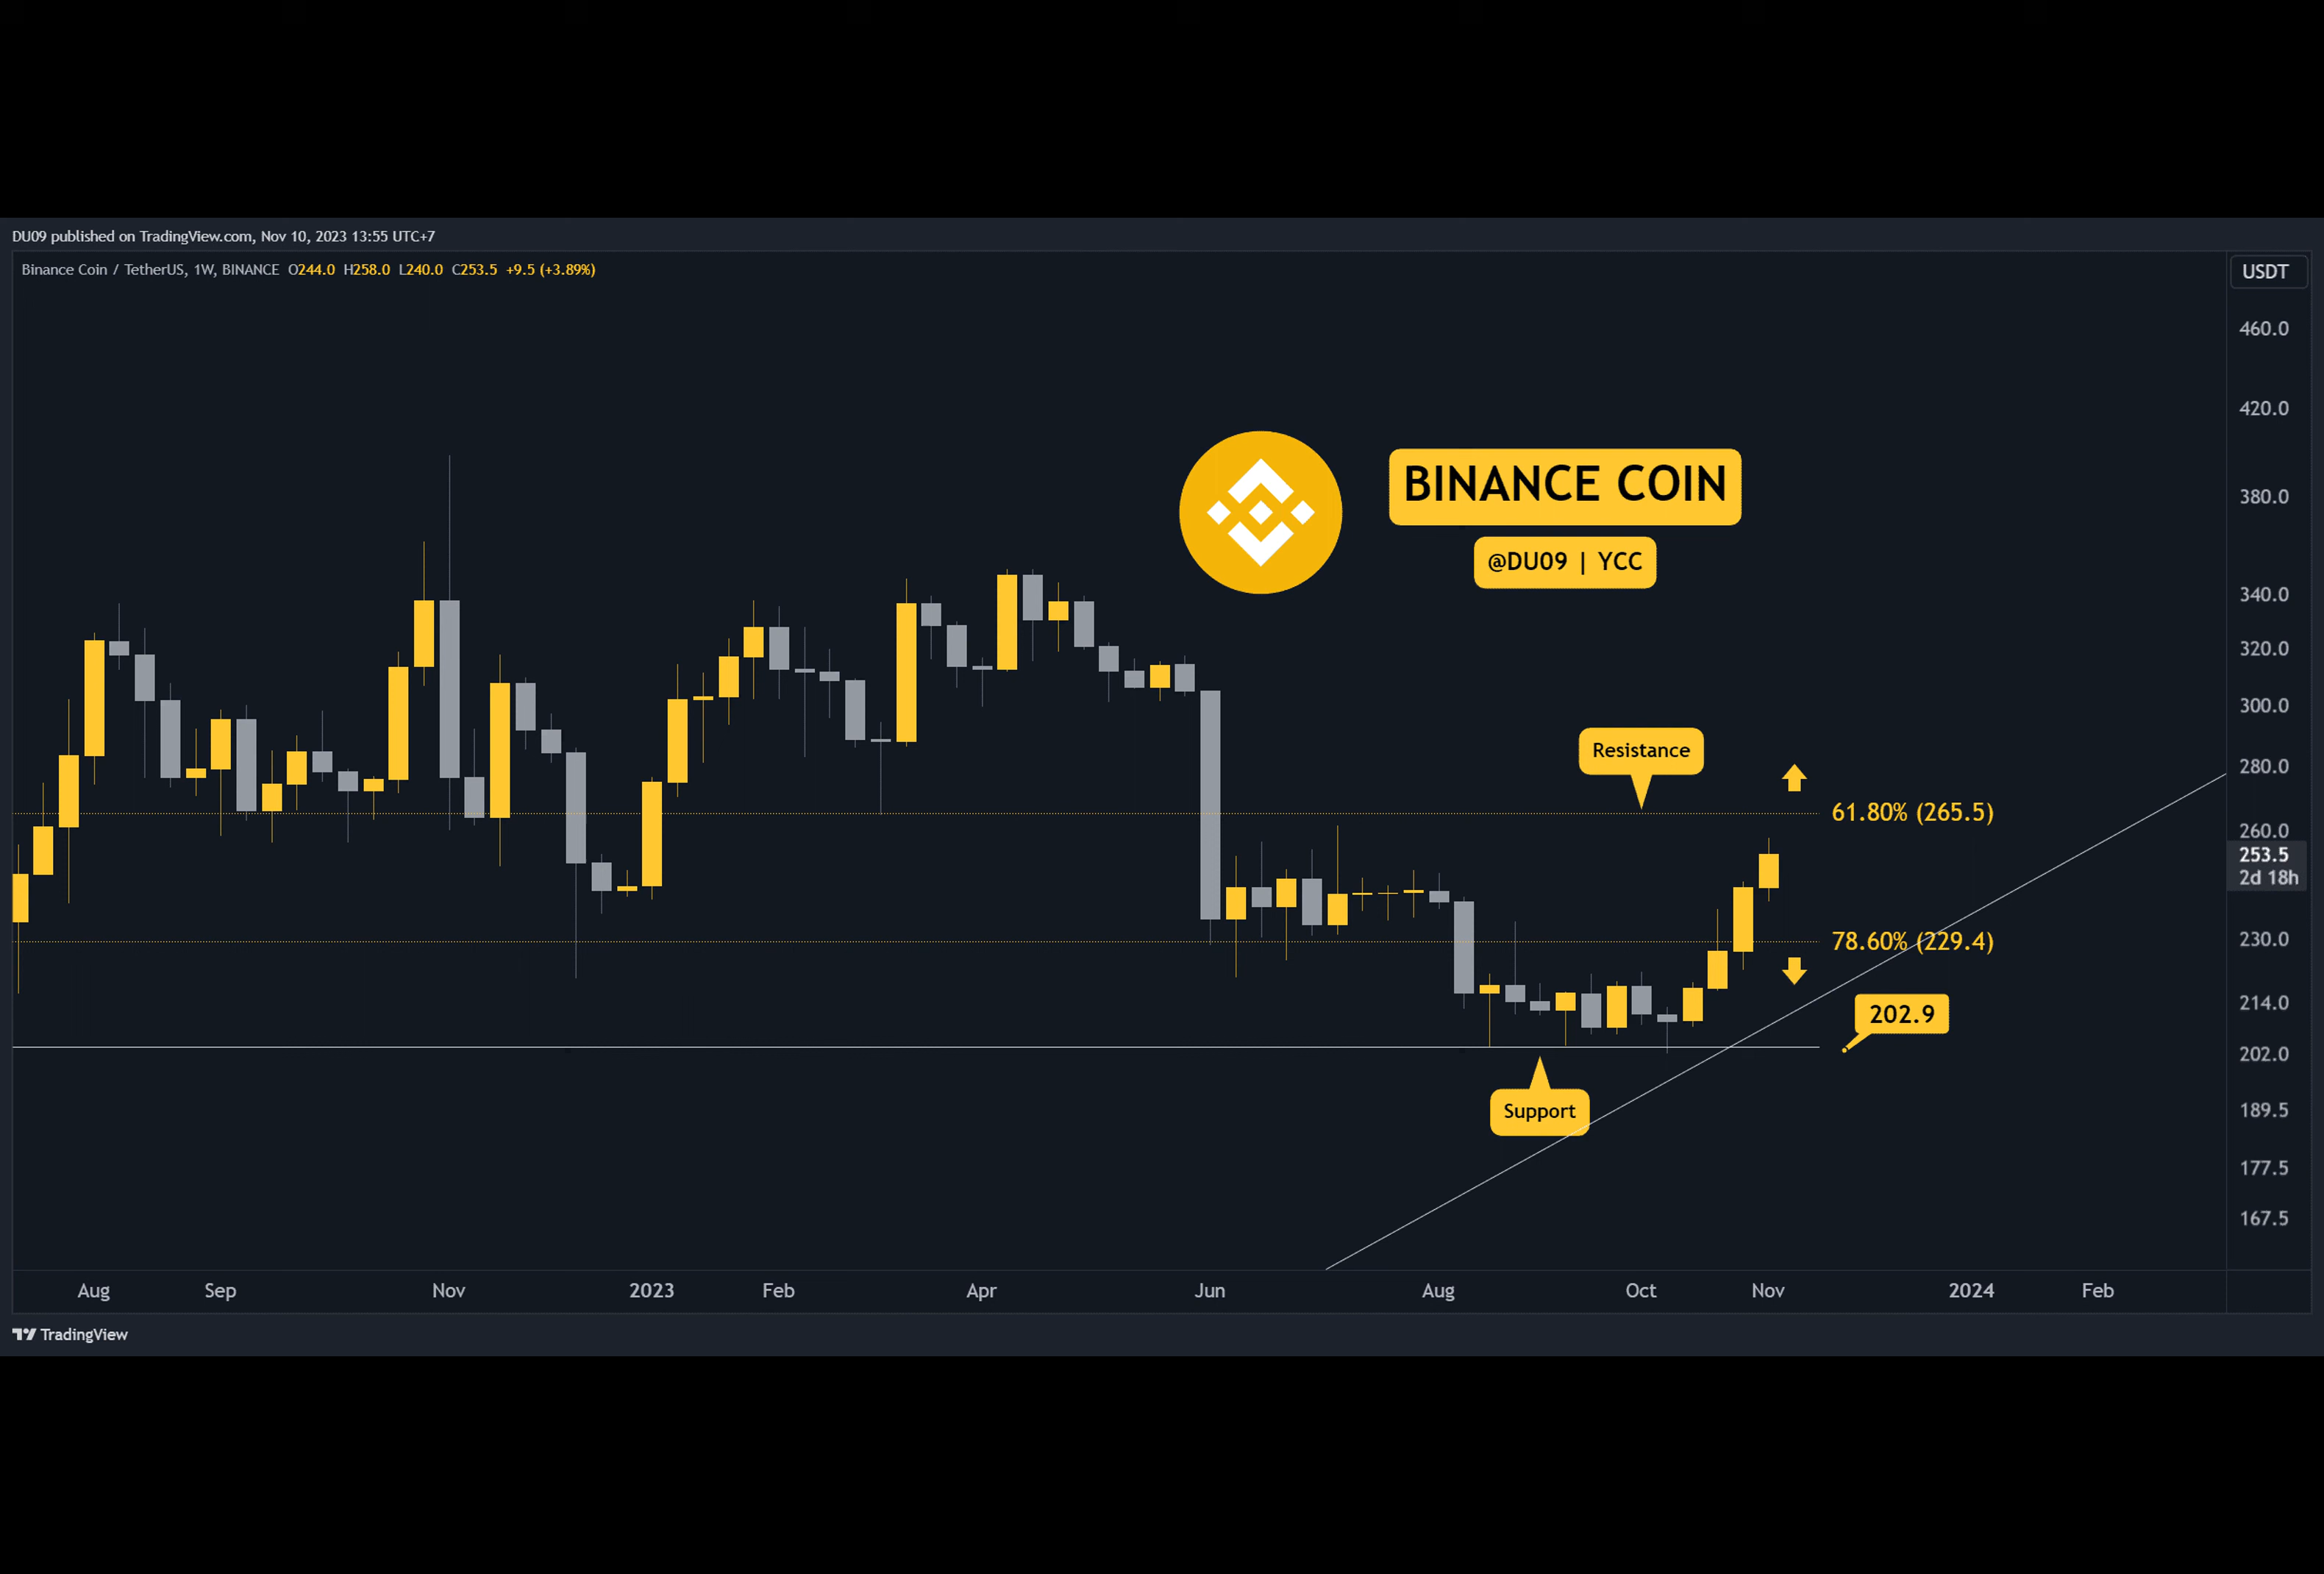 DU09 published on TradingView.com, Nov 10, 2023 13:55 UTC+7
Binance Coin / TetherUS, 1W, BINANCE O244.0 H258.0 L240.0 C253.5 +9.5 (+3.89%)
USDT
460.0
420.0
BINANCE COIN
380.0
@DU09 | YCC
340.0
320.0
300.0
Resistance
280.0
61.80% (265.5)
260.0
253.5
2d 18h
78.60% (229.4)
230.0
214.0
202.9
202.0
Support
189.5
177.5
167.5
Aug Sep Nov 2023 Feb Apr Jun Aug Oct Nov 2024 Feb
TradingView